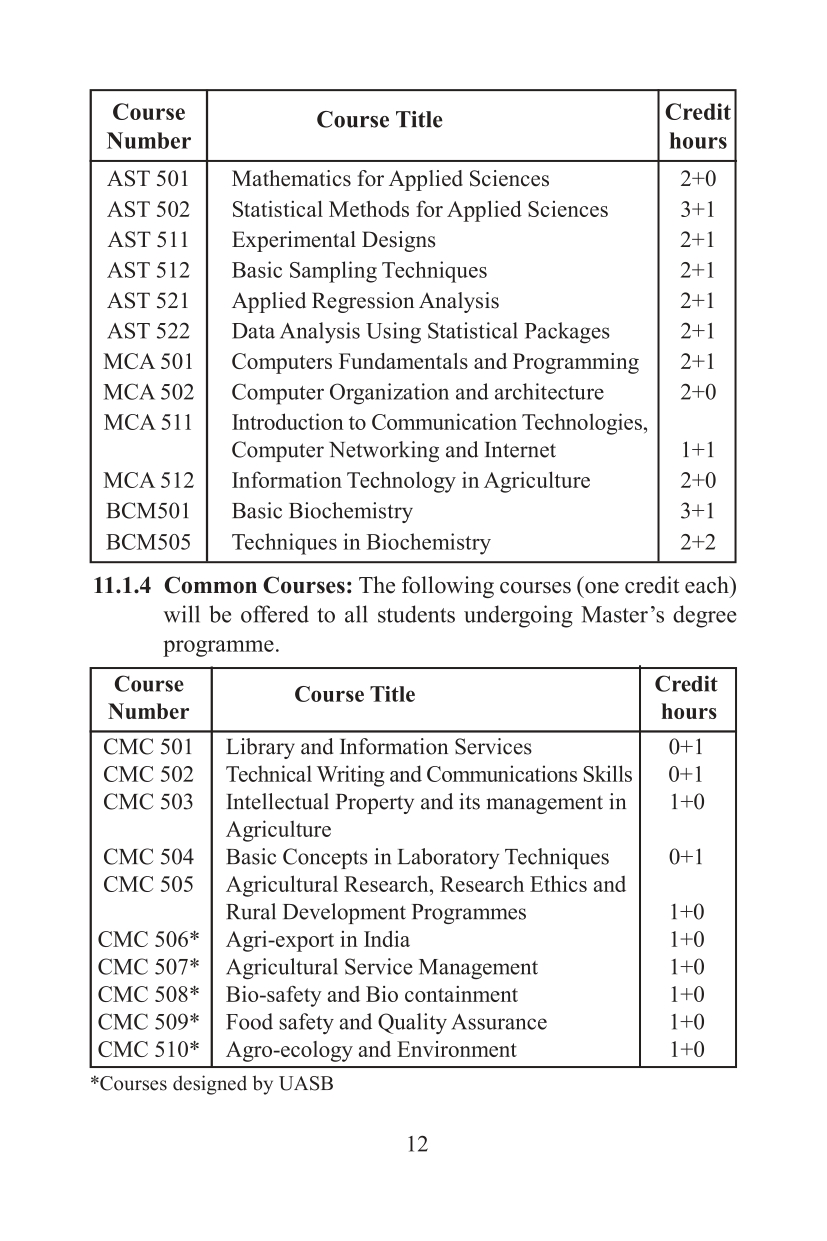 Course Number Course Title Credit hours
AST 501 Mathematics for Applied Sciences 2+0
AST 502 Statistical Methods for Applied Sciences 3+1
AST 511 Experimental Designs 2+1
AST 512 Basic Sampling Techniques 2+1
AST 521 Applied Regression Analysis 2+1
AST 522 Data Analysis Using Statistical Packages 2+1
MCA 501 Computers Fundamentals and Programming 2+1
MCA 502 Computer Organization and architecture 2+0
MCA 511 Introduction to Communication Technologies,
Computer Networking and Internet 1+1
MCA 512 Information Technology in Agriculture 2+0
BCM501 Basic Biochemistry 3+1
BCM505 Techniques in Biochemistry 2+2
11.1.4 Common Courses: The following courses (one credit each)
will be offered to all students undergoing Master's degree
programme.
Course Number Course Title Credit hours
CMC 501 Library and Information Services 0+1
CMC 502 Technical Writing and Communications Skills 0+1
CMC 503 Intellectual Property and its management in 1+0
Agriculture
CMC 504 Basic Concepts in Laboratory Techniques 0+1
CMC 505 Agricultural Research, Research Ethics and
Rural Development Programmes 1+0
CMC 506* Agri-export in India 1+0
CMC 507* Agricultural Service Management 1+0
CMC 508* Bio-safety and Bio containment 1+0
CMC 509* Food safety and Quality Assurance 1+0
CMC 510* Agro-ecology and Environment 1+0
*Courses designed by UASB
12